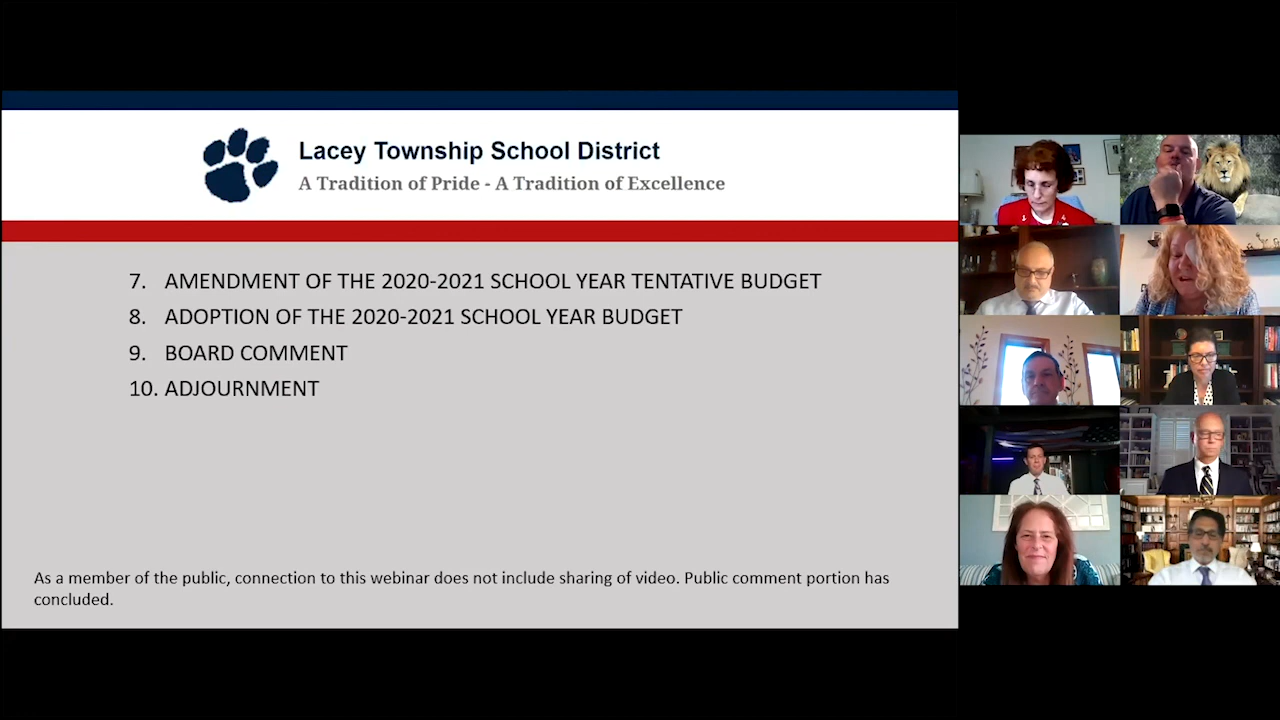 Lacey Township School District
A Tradition of Pride - A Tradition of Excellence
7. AMENDMENT OF THE 2020-2021 SCHOOL YEAR TENTATIVE BUDGET
8. ADOPTION OF THE 2020-2021 SCHOOL YEAR BUDGET
9. BOARD COMMENT
10. ADJOURNMENT
As a member of the public, connection to this webinar does not include sharing of video. Public comment portion has
concluded.